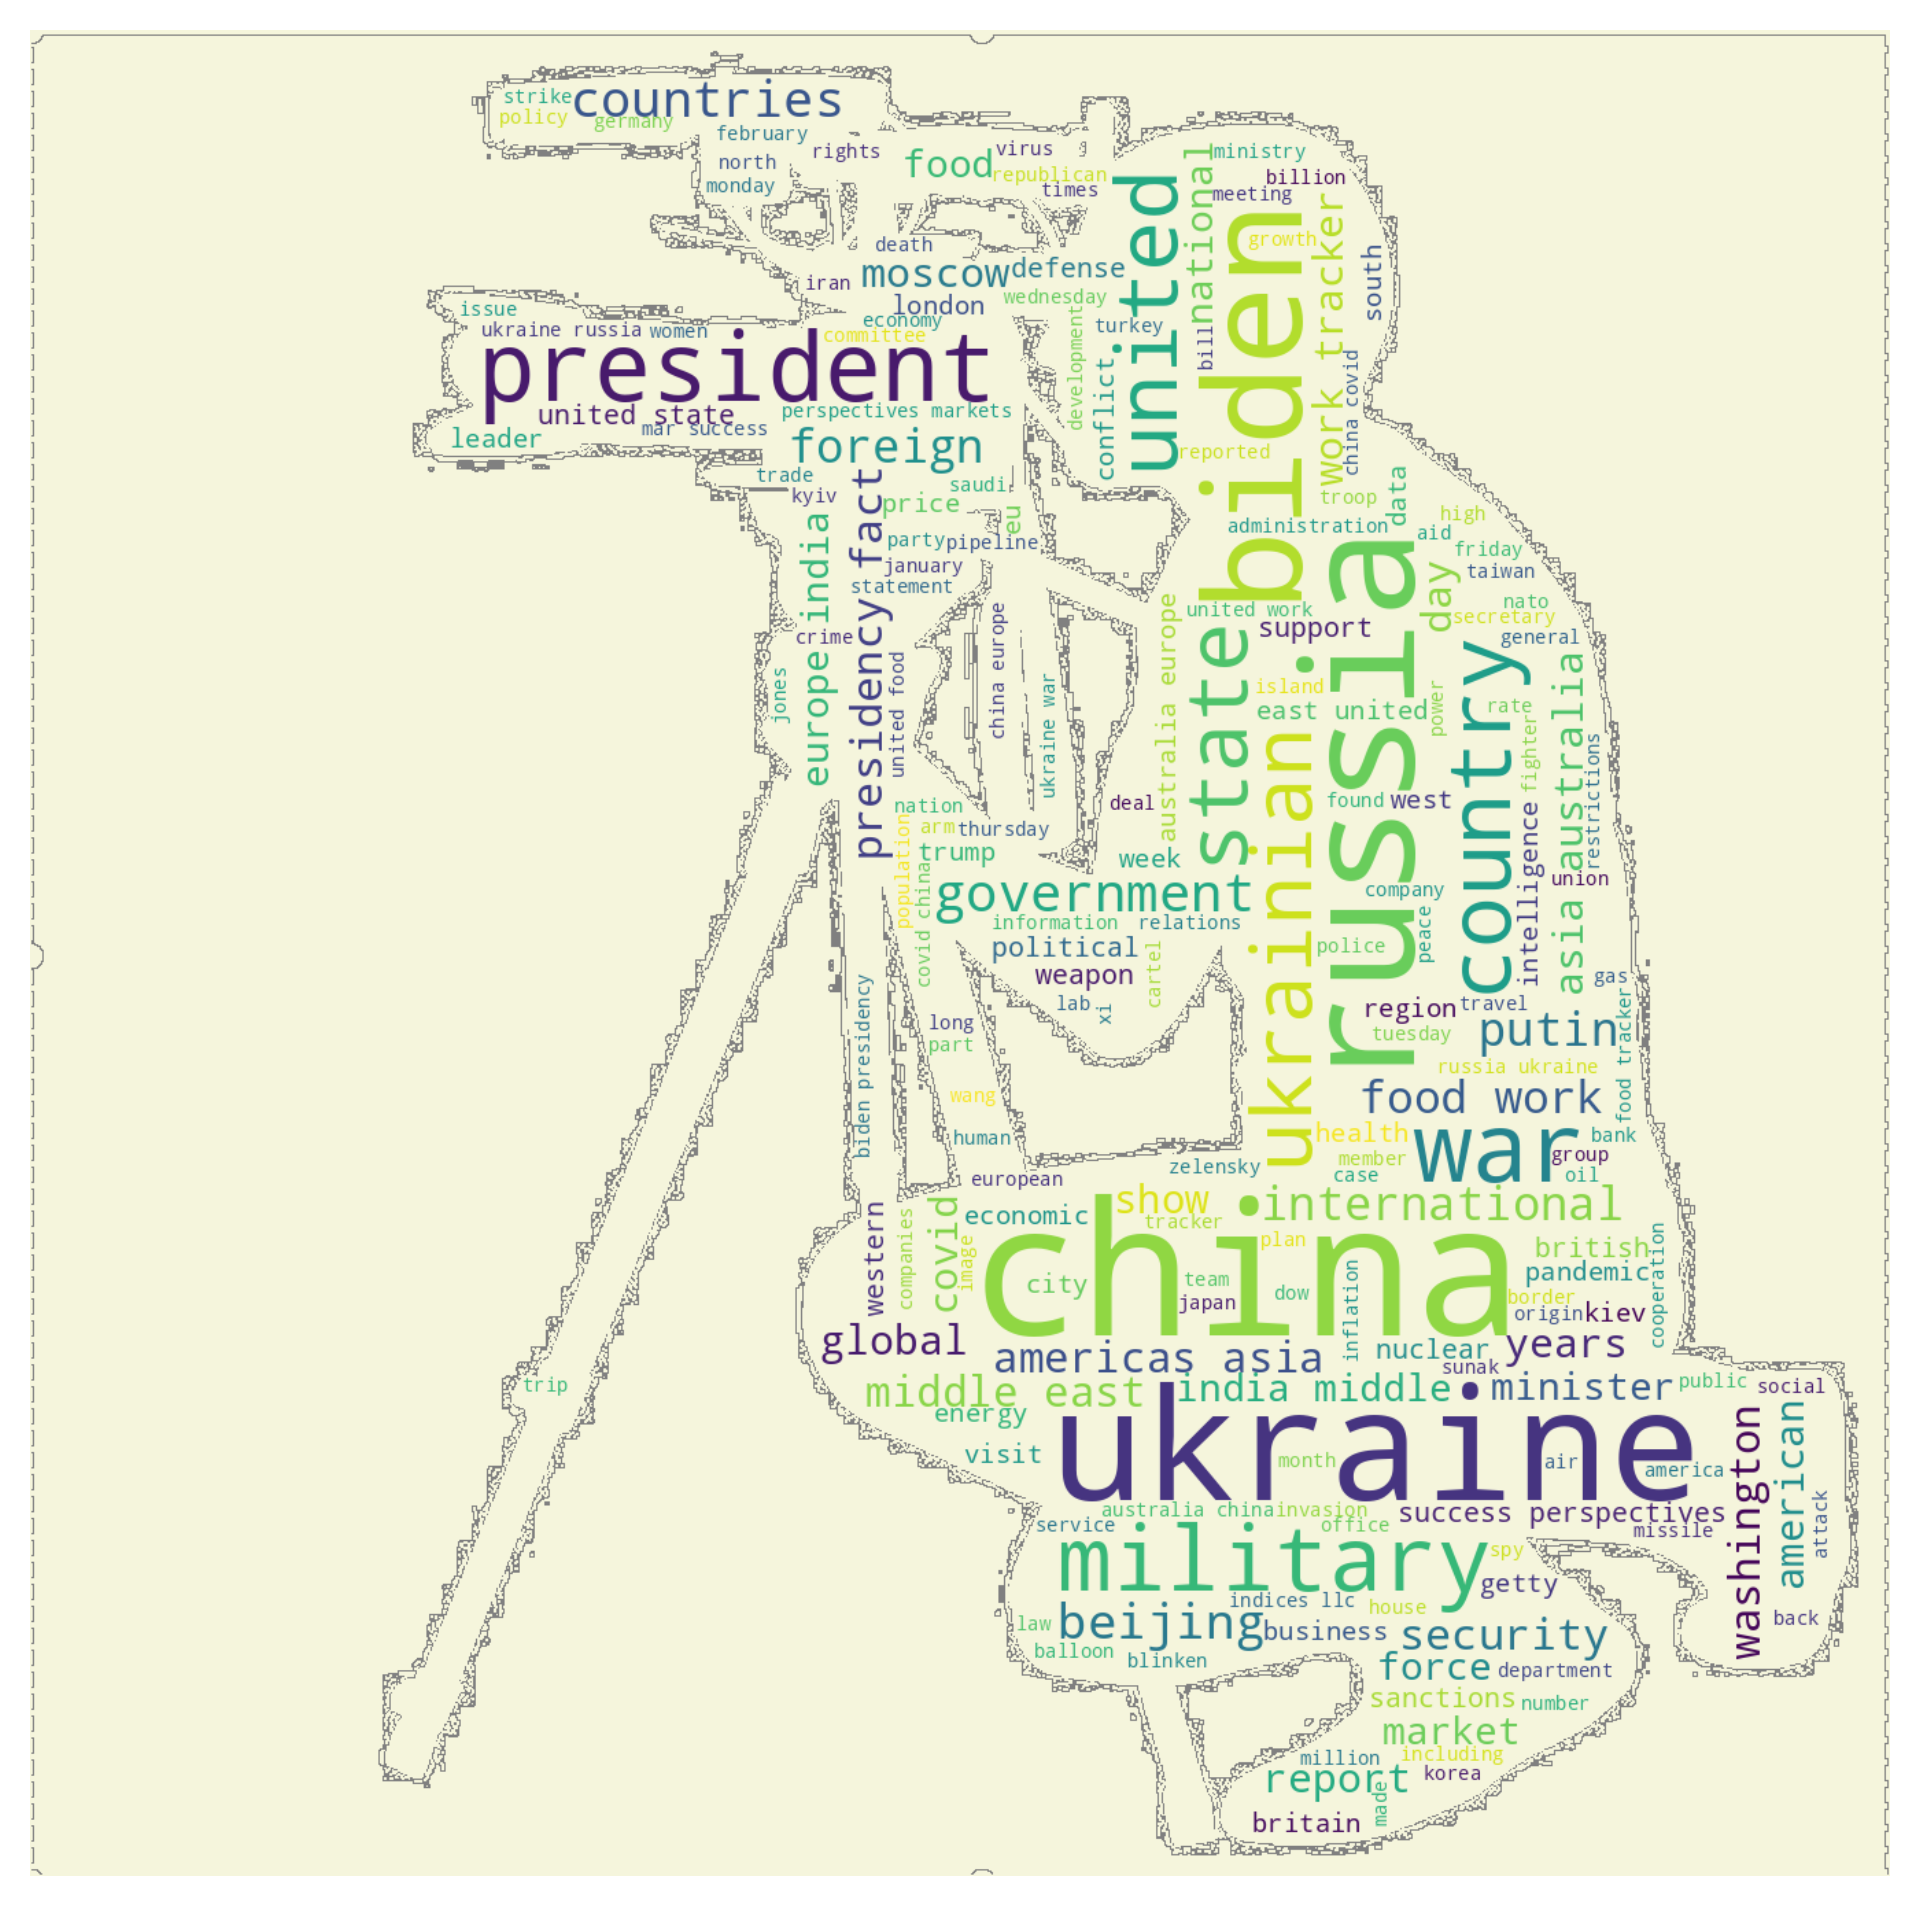 strike
countries
policy
germany
february
north
monday
rights
food
virus
republican
times
national
ministry
billion
meeting
united
biden
growth
work tracker
south
death
moscow
defense
iran
london
wednesday
economy
committee
development
turkey
bill
conflict
china covid
issue
ukraine russia
women
president
united state
mar success
perspectives markets
leader
foreign
reported
trade
kyiv
saudi
price
eu
presidency fact
india
party
pipeline
january
statement
troop
data
administration
high
aid
friday
taiwan
day
nato
secretary
general
russia
united work
support
australia europe
state
crime
jones
europe
united food
china europe
ukraine war
island
east united
power
country
rate
fighter
asia australia
restrictions
deal
found
west
ukrainian
nation
arm
thursday
population
trump
week
covid china
government
company
intelligence
union
information
relations
political
police
peace
weapon
cartel
lab
xi
gas
region
travel
tuesday
putin
food tracker
biden presidency
long
part
russia ukraine
wang
food work
human
health
war
bank
member
group
zelensky
case
oil
european
western
companies
covid
image
economic
show
tracker
international
china
plan
british
cooperation
pandemic
city
team
japan
dow
inflation
border
origin
kiev
global
americas asia
nuclear
years
sunak
middle east
india middle
minister
public
social
energy
ukraine
visit
month
air
america
washington
american
attack
australia china
invasion
success perspectives
service
office
missile
military
spy
getty
indices llc
house
law
beijing
business
security
back
balloon
blinken
force
department
sanctions
number
market
million
including
report
korea
made
britain
trip